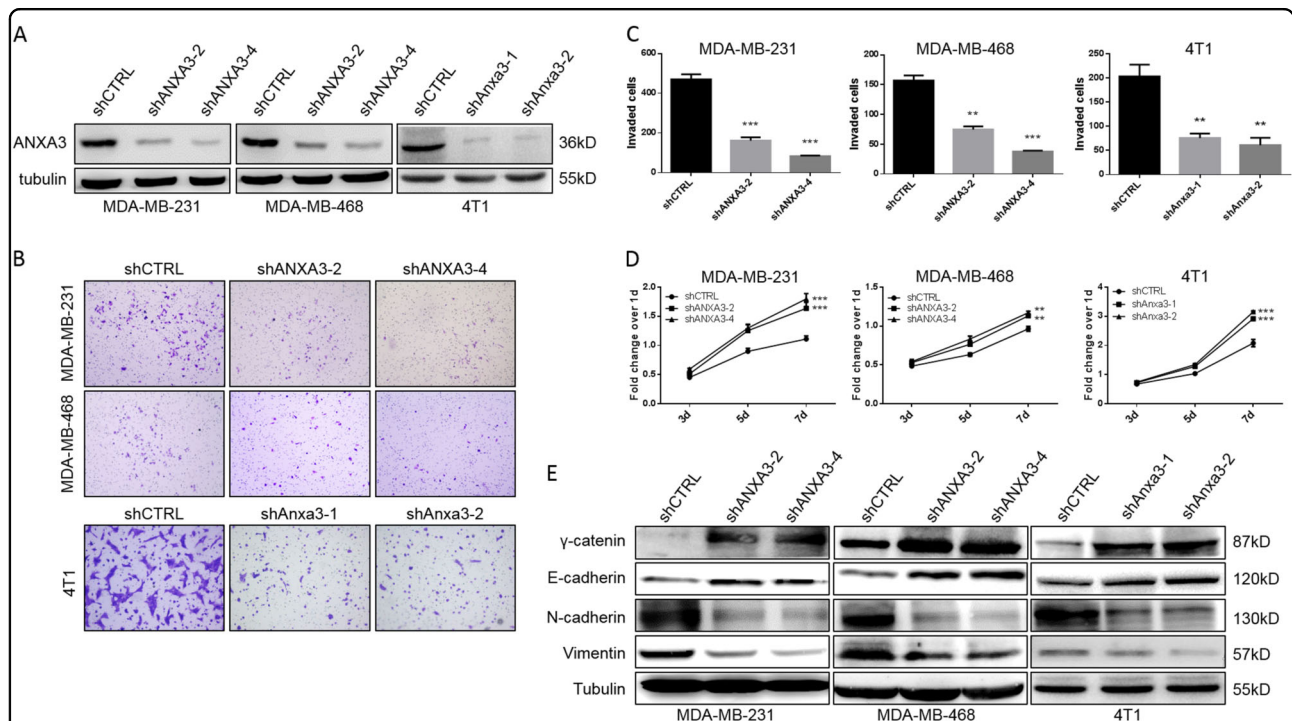 A
shCTRL shANXA3-2 shANXA3-4 shCTRL shANXA3-2 shANXA3-4 shCTRL shAnxa3-1 shAnxa3-2
ANXA3 36kD
tubulin 55kD
MDA-MB-231 MDA-MB-468 4T1
B
shCTRL shANXA3-2 shANXA3-4
MDA-MB-231
MDA-MB-468
shCTRL shAnxa3-1 shAnxa3-2
4T1
C
MDA-MB-231
Invaded cells
600
400
200
0
***
***
shCTRL shANXA3-2 shANXA3-4
MDA-MB-468
Invaded cells
200
150
100
50
0
**
***
shCTRL shANXA3-2 shANXA3-4
4T1
Invaded cells
250
200
150
100
50
0
**
**
shCTRL shAnxa3-1 shAnxa3-2
D
MDA-MB-231
Fold change over 1d
2.0
1.5
1.0
0.5
0.0
shCTRL
shANXA3-2
shANXA3-4
***
***
3d 5d 7d
MDA-MB-468
Fold change over 1d
1.5
1.0
0.5
0.0
shCTRL
shANXA3-2
shANXA3-4
**
**
3d 5d 7d
4T1
Fold change over 1d
4
3
2
1
0
shCTRL
shAnxa3-1
shAnxa3-2
***
***
3d 5d 7d
E
shCTRL shANXA3-2 shANXA3-4 shCTRL shANXA3-2 shANXA3-4 shCTRL shAnxa3-1 shAnxa3-2
γ-catenin 87kD
E-cadherin 120kD
N-cadherin 130kD
Vimentin 57kD
Tubulin 55kD
MDA-MB-231 MDA-MB-468 4T1